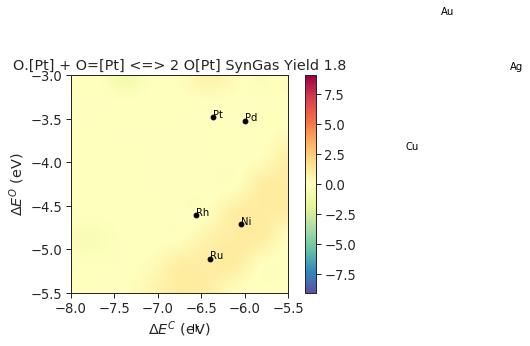 Au
Ag
O.[Pt] + O=[Pt] <=> 2 O[Pt] SynGas Yield 1.8
Cu
−3.0
−3.5
−4.0
−4.5
−5.0
−5.5
ΔE^O (eV)
Pt
Pd
Rh
Ni
Ru
7.5
5.0
2.5
0.0
−2.5
−5.0
−7.5
−8.0 −7.5 −7.0 −6.5 −6.0 −5.5
ΔE^C (eV)
Ir